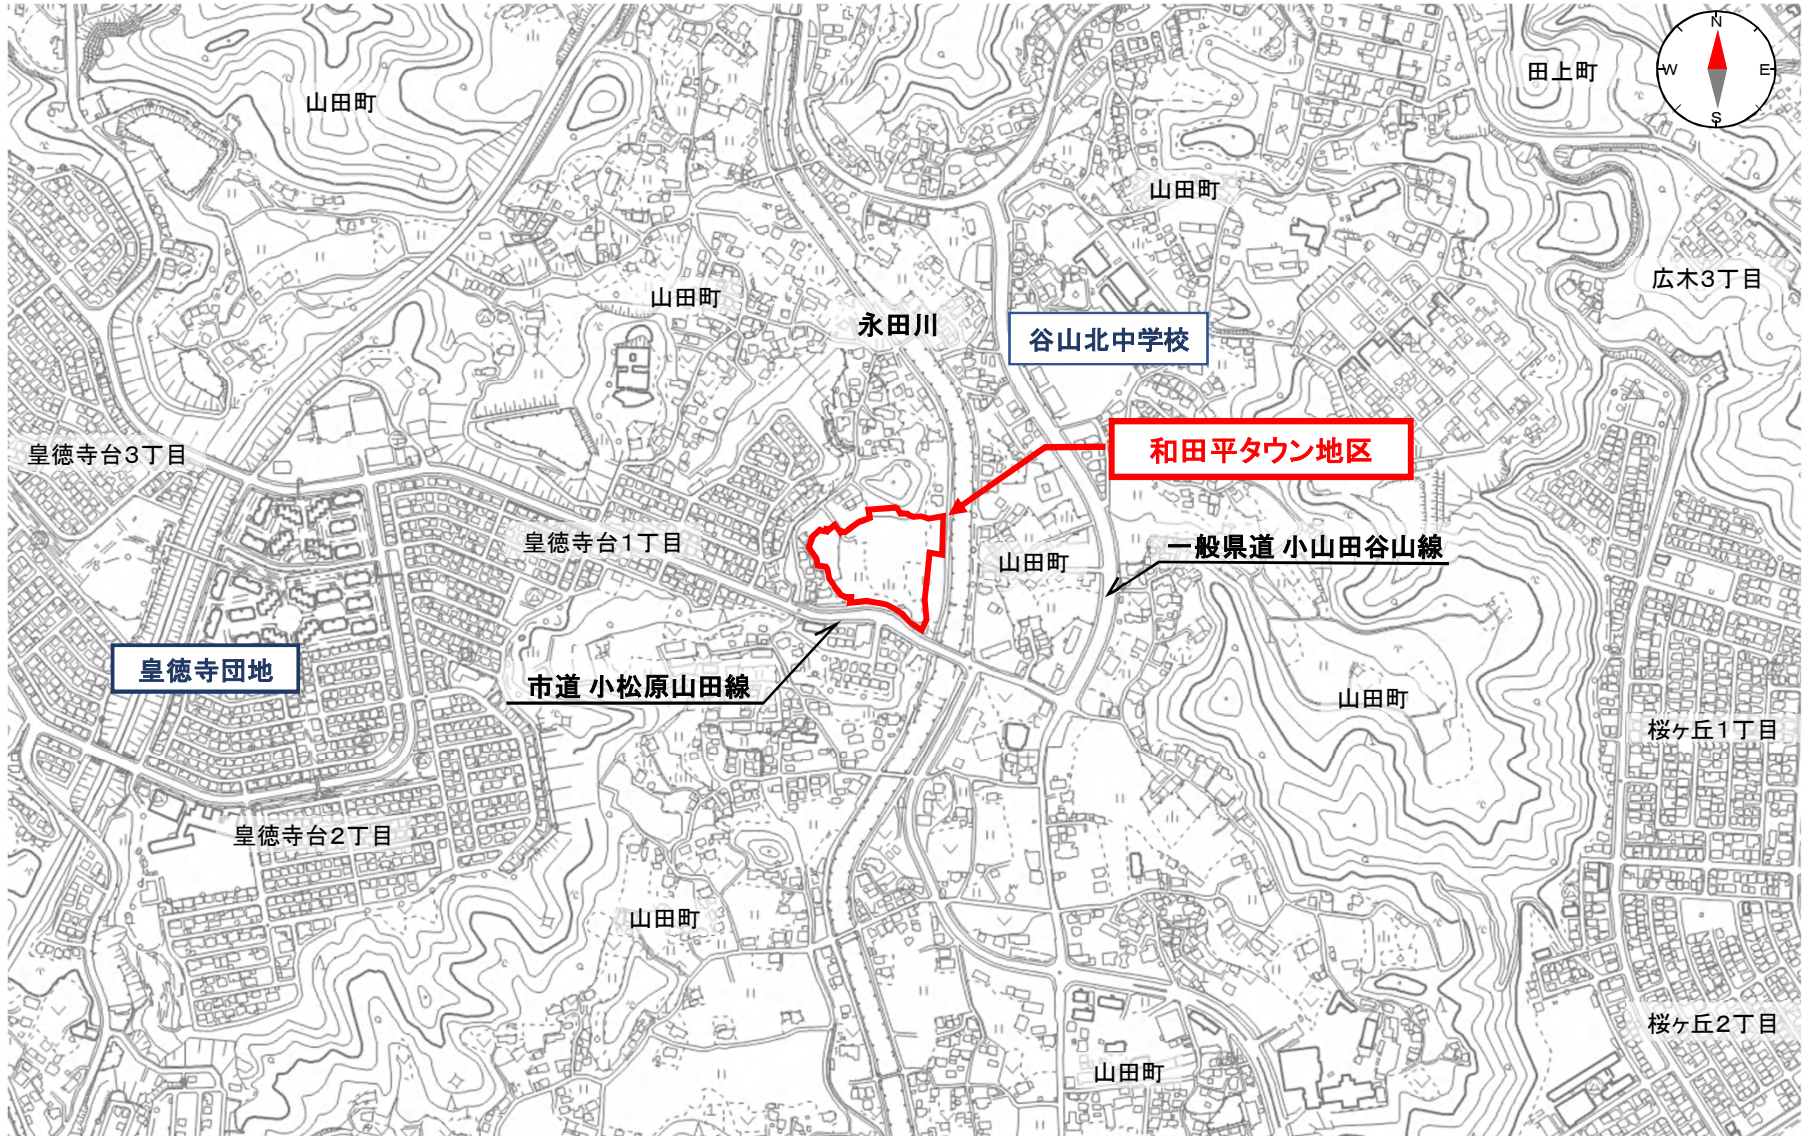 N
W
E
S
田上町
山田町
山田町
広木3丁目
山田町
永田川
谷山北中学校
和田平タウン地区
皇徳寺台3丁目
皇徳寺台1丁目
山田町
一般県道 小山田谷山線
皇徳寺団地
市道 小松原山田線
山田町
桜ヶ丘1丁目
皇徳寺台2丁目
山田町
桜ヶ丘2丁目
山田町